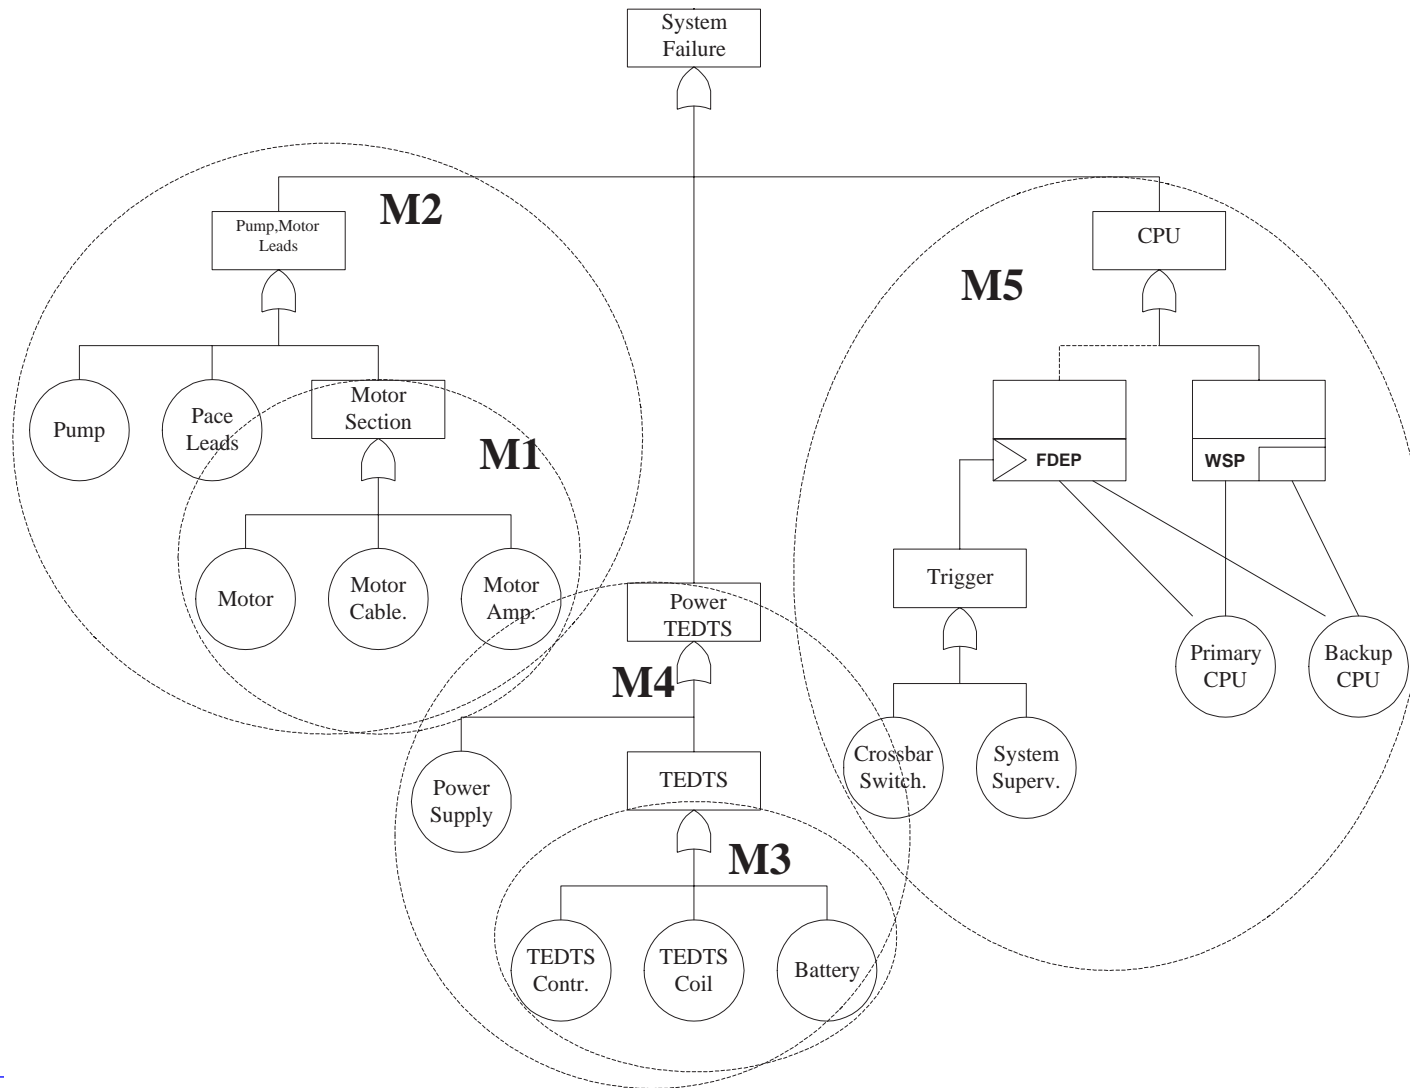 System
Failure
M2
Pump,Motor
Leads
CPU
M5
Pump
Pace
Leads
Motor
Section
M1
FDEP
WSP
Motor
Motor
Cable.
Motor
Amp.
Power
TEDTS
Trigger
M4
Primary
CPU
Backup
CPU
Power
Supply
TEDTS
Crossbar
Switch.
System
Superv.
M3
TEDTS
Contr.
TEDTS
Coil
Battery